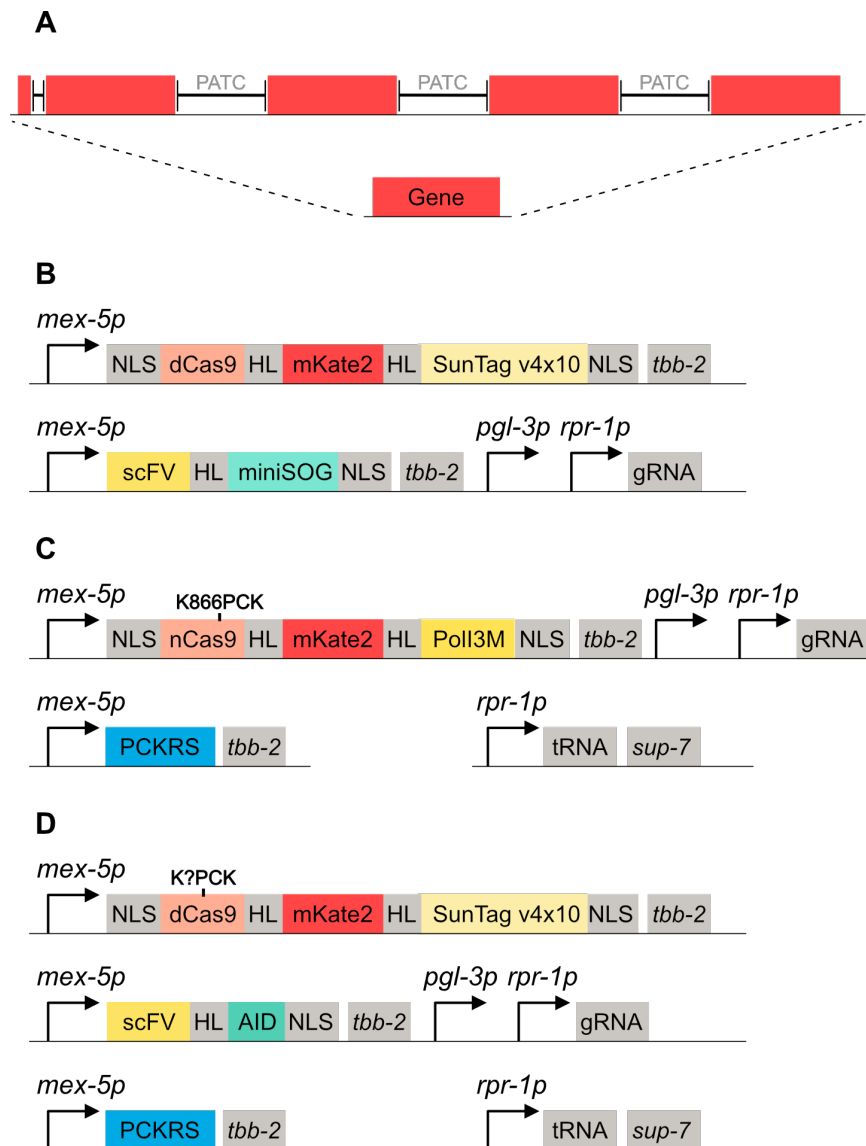 A
PATC PATC PATC
Gene
B
mex-5p
NLS dCas9 HL mKate2 HL SunTag v4x10 NLS tbb-2
mex-5p pgl-3p rpr-1p
scFV HL miniSOG NLS tbb-2 gRNA
C
K866PCK
mex-5p pgl-3p rpr-1p
NLS nCas9 HL mKate2 HL PolI3M NLS tbb-2 gRNA
mex-5p rpr-1p
PCKRS tbb-2 tRNA sup-7
D
K?PCK
mex-5p
NLS dCas9 HL mKate2 HL SunTag v4x10 NLS tbb-2
mex-5p pgl-3p rpr-1p
scFV HL AID NLS tbb-2 gRNA
mex-5p rpr-1p
PCKRS tbb-2 tRNA sup-7